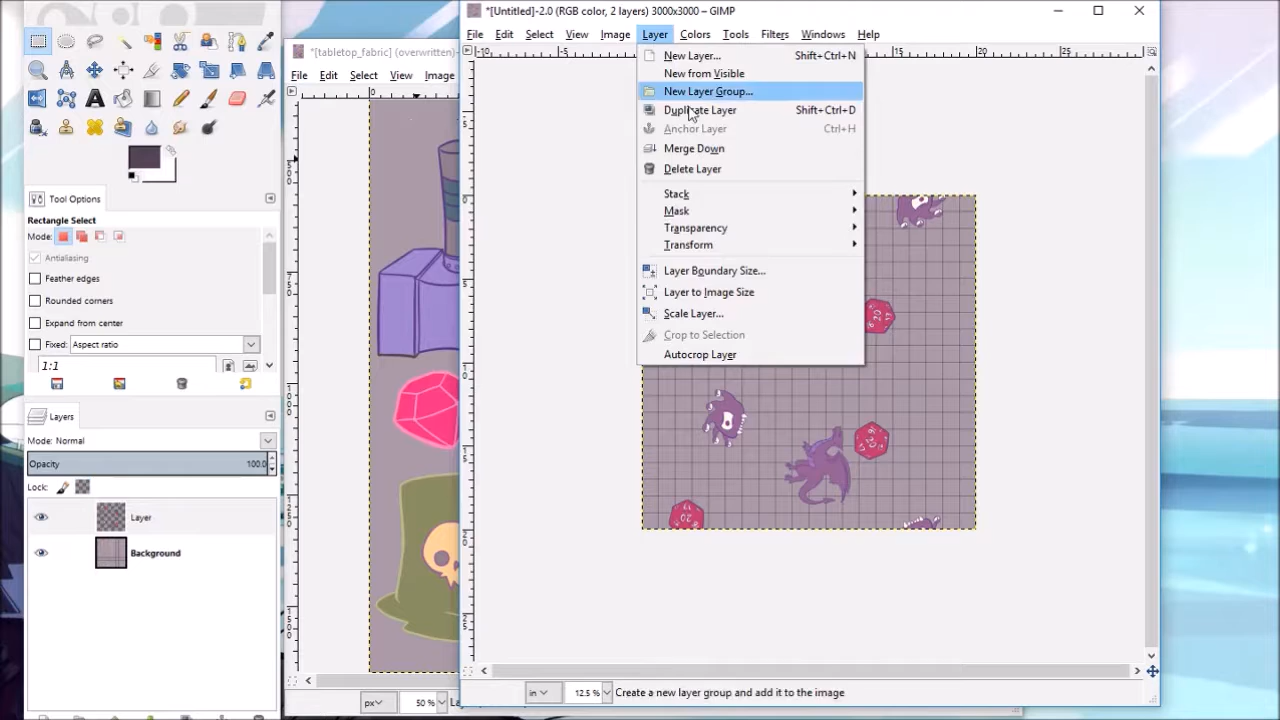 *[Untitled]-2.0 (RGB color, 2 layers) 3000x3000 – GIMP
File Edit Select View Image Layer Colors Tools Filters Windows Help
*[tabletop_fabric] (overwritten)
File Edit Select View Image
New Layer... Shift+Ctrl+N
New from Visible
New Layer Group...
Duplicate Layer Shift+Ctrl+D
Anchor Layer Ctrl+H
Merge Down
Delete Layer
Stack
Mask
Transparency
Transform
Layer Boundary Size...
Layer to Image Size
Scale Layer...
Crop to Selection
Autocrop Layer
Tool Options
Rectangle Select
Mode:
Antialiasing
Feather edges
Rounded corners
Expand from center
Fixed: Aspect ratio
1:1
Layers
Mode: Normal
Opacity 100.0
Lock:
Layer
Background
px 50 %
in 12.5 % Create a new layer group and add it to the image